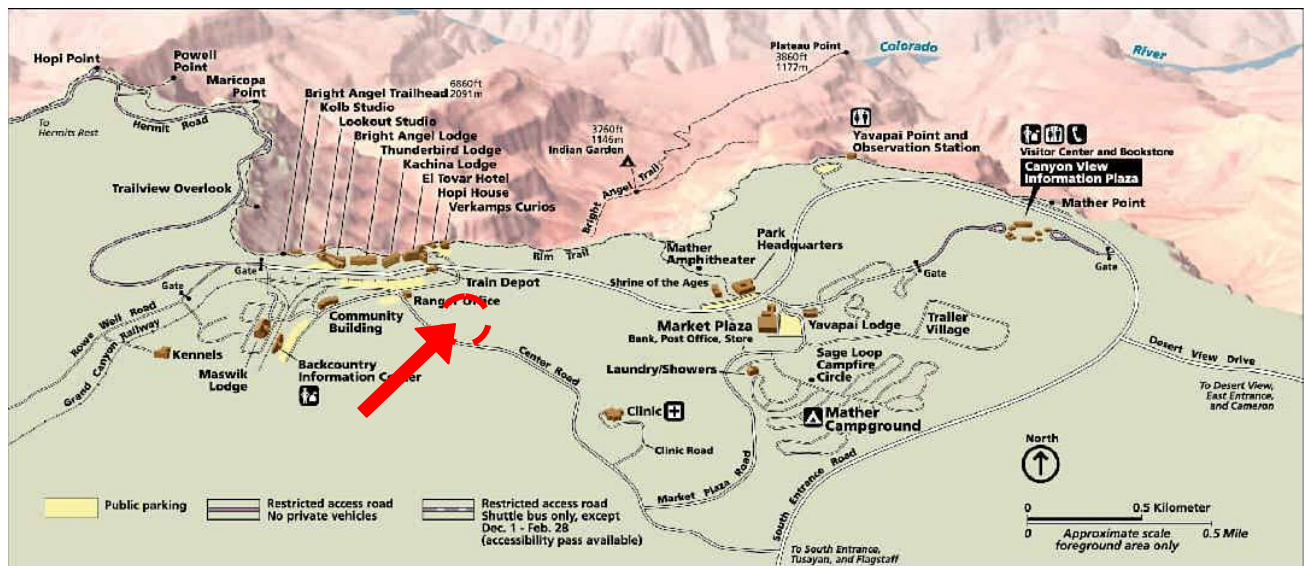 Hopi Point
Powell
Point
Maricopa
Point
To
Hermits Rest
Hermit Road
Trailview Overlook
Bright Angel Trailhead
6860ft
2091m
Kolb Studio
Lookout Studio
Bright Angel Lodge
Thunderbird Lodge
Kachina Lodge
El Tovar Hotel
Hopi House
Verkamps Curios
3760ft
1146m
Indian Garden
Bright Angel Trail
Plateau Point
3860ft
1177m
Colorado
River
Yavapai Point and
Observation Station
Visitor Center and Bookstore
Canyon View
Information Plaza
Mather Point
Rim Trail
Mather
Amphitheater
Park
Headquarters
Shrine of the Ages
Gate
Gate
Gate
Gate
Train Depot
Ranger Office
Community
Building
Rowe Well Road
Grand Canyon Railway
Kennels
Maswik
Lodge
Backcountry
Information Center
Center Road
Market Plaza
Bank, Post Office, Store
Yavapai Lodge
Trailer
Village
Laundry/Showers
Sage Loop
Campfire
Circle
Mather
Campground
Clinic
Clinic Road
Market Plaza Road
South Entrance Road
Desert View Drive
To Desert View,
East Entrance,
and Cameron
To South Entrance,
Tusayan, and Flagstaff
North
0 0.5 Kilometer
0 0.5 Mile
Approximate scale
foreground area only
Public parking
Restricted access road
No private vehicles
Restricted access road
Shuttle bus only, except
Dec. 1 - Feb. 28
(accessibility pass available)